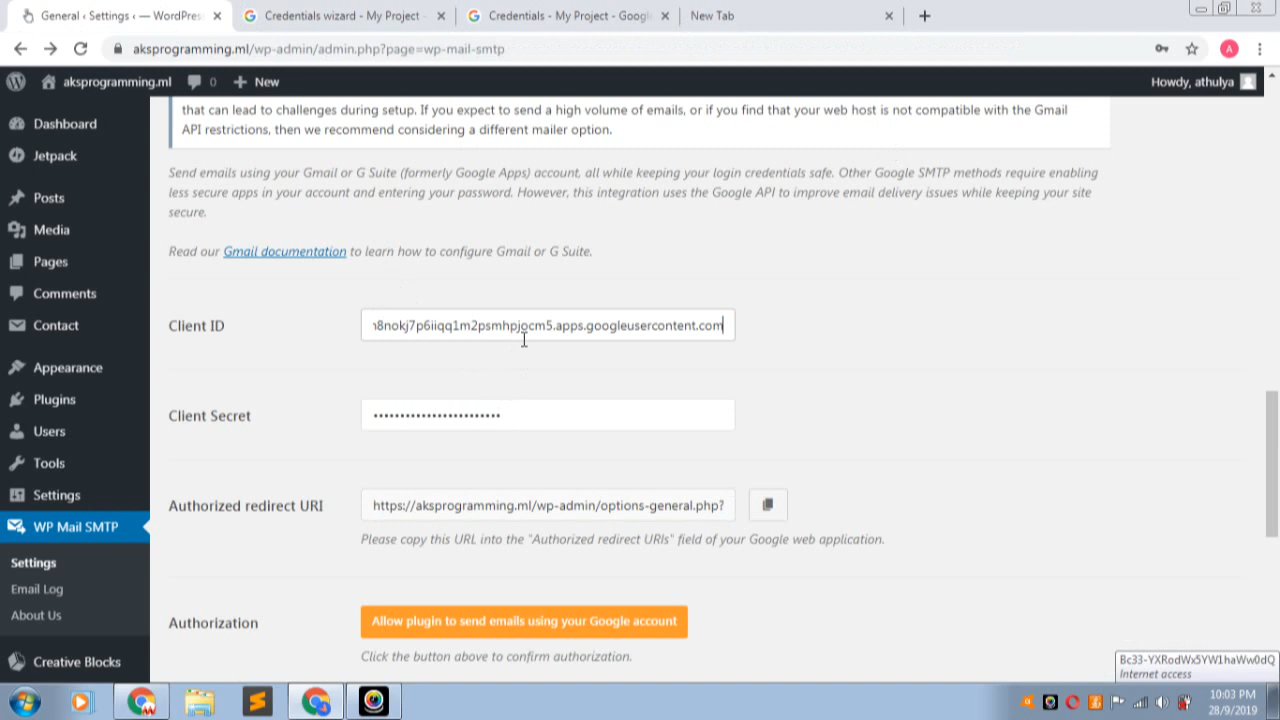 General ‹ Settings ‹ — WordPres
Credentials wizard - My Project -
Credentials - My Project - Googl
New Tab
aksprogramming.ml/wp-admin/admin.php?page=wp-mail-smtp
A
aksprogramming.ml
0
New
Howdy, athulya
Dashboard
Jetpack
Posts
Media
Pages
Comments
Contact
Appearance
Plugins
Users
Tools
Settings
WP Mail SMTP
Settings
Email Log
About Us
Creative Blocks
that can lead to challenges during setup. If you expect to send a high volume of emails, or if you find that your web host is not compatible with the Gmail
API restrictions, then we recommend considering a different mailer option.
Send emails using your Gmail or G Suite (formerly Google Apps) account, all while keeping your login credentials safe. Other Google SMTP methods require enabling
less secure apps in your account and entering your password. However, this integration uses the Google API to improve email delivery issues while keeping your site
secure.
Read our Gmail documentation to learn how to configure Gmail or G Suite.
Client ID
8nokj7p6iiqq1m2psmhpjocm5.apps.googleusercontent.com
Client Secret
••••••••••••••••••••••••
Authorized redirect URI
https://aksprogramming.ml/wp-admin/options-general.php?
Please copy this URL into the "Authorized redirect URIs" field of your Google web application.
Authorization
Allow plugin to send emails using your Google account
Click the button above to confirm authorization.
Bc33-YXRodWx5YW1haWw0dQ
Internet access
10:03 PM
28/9/2019